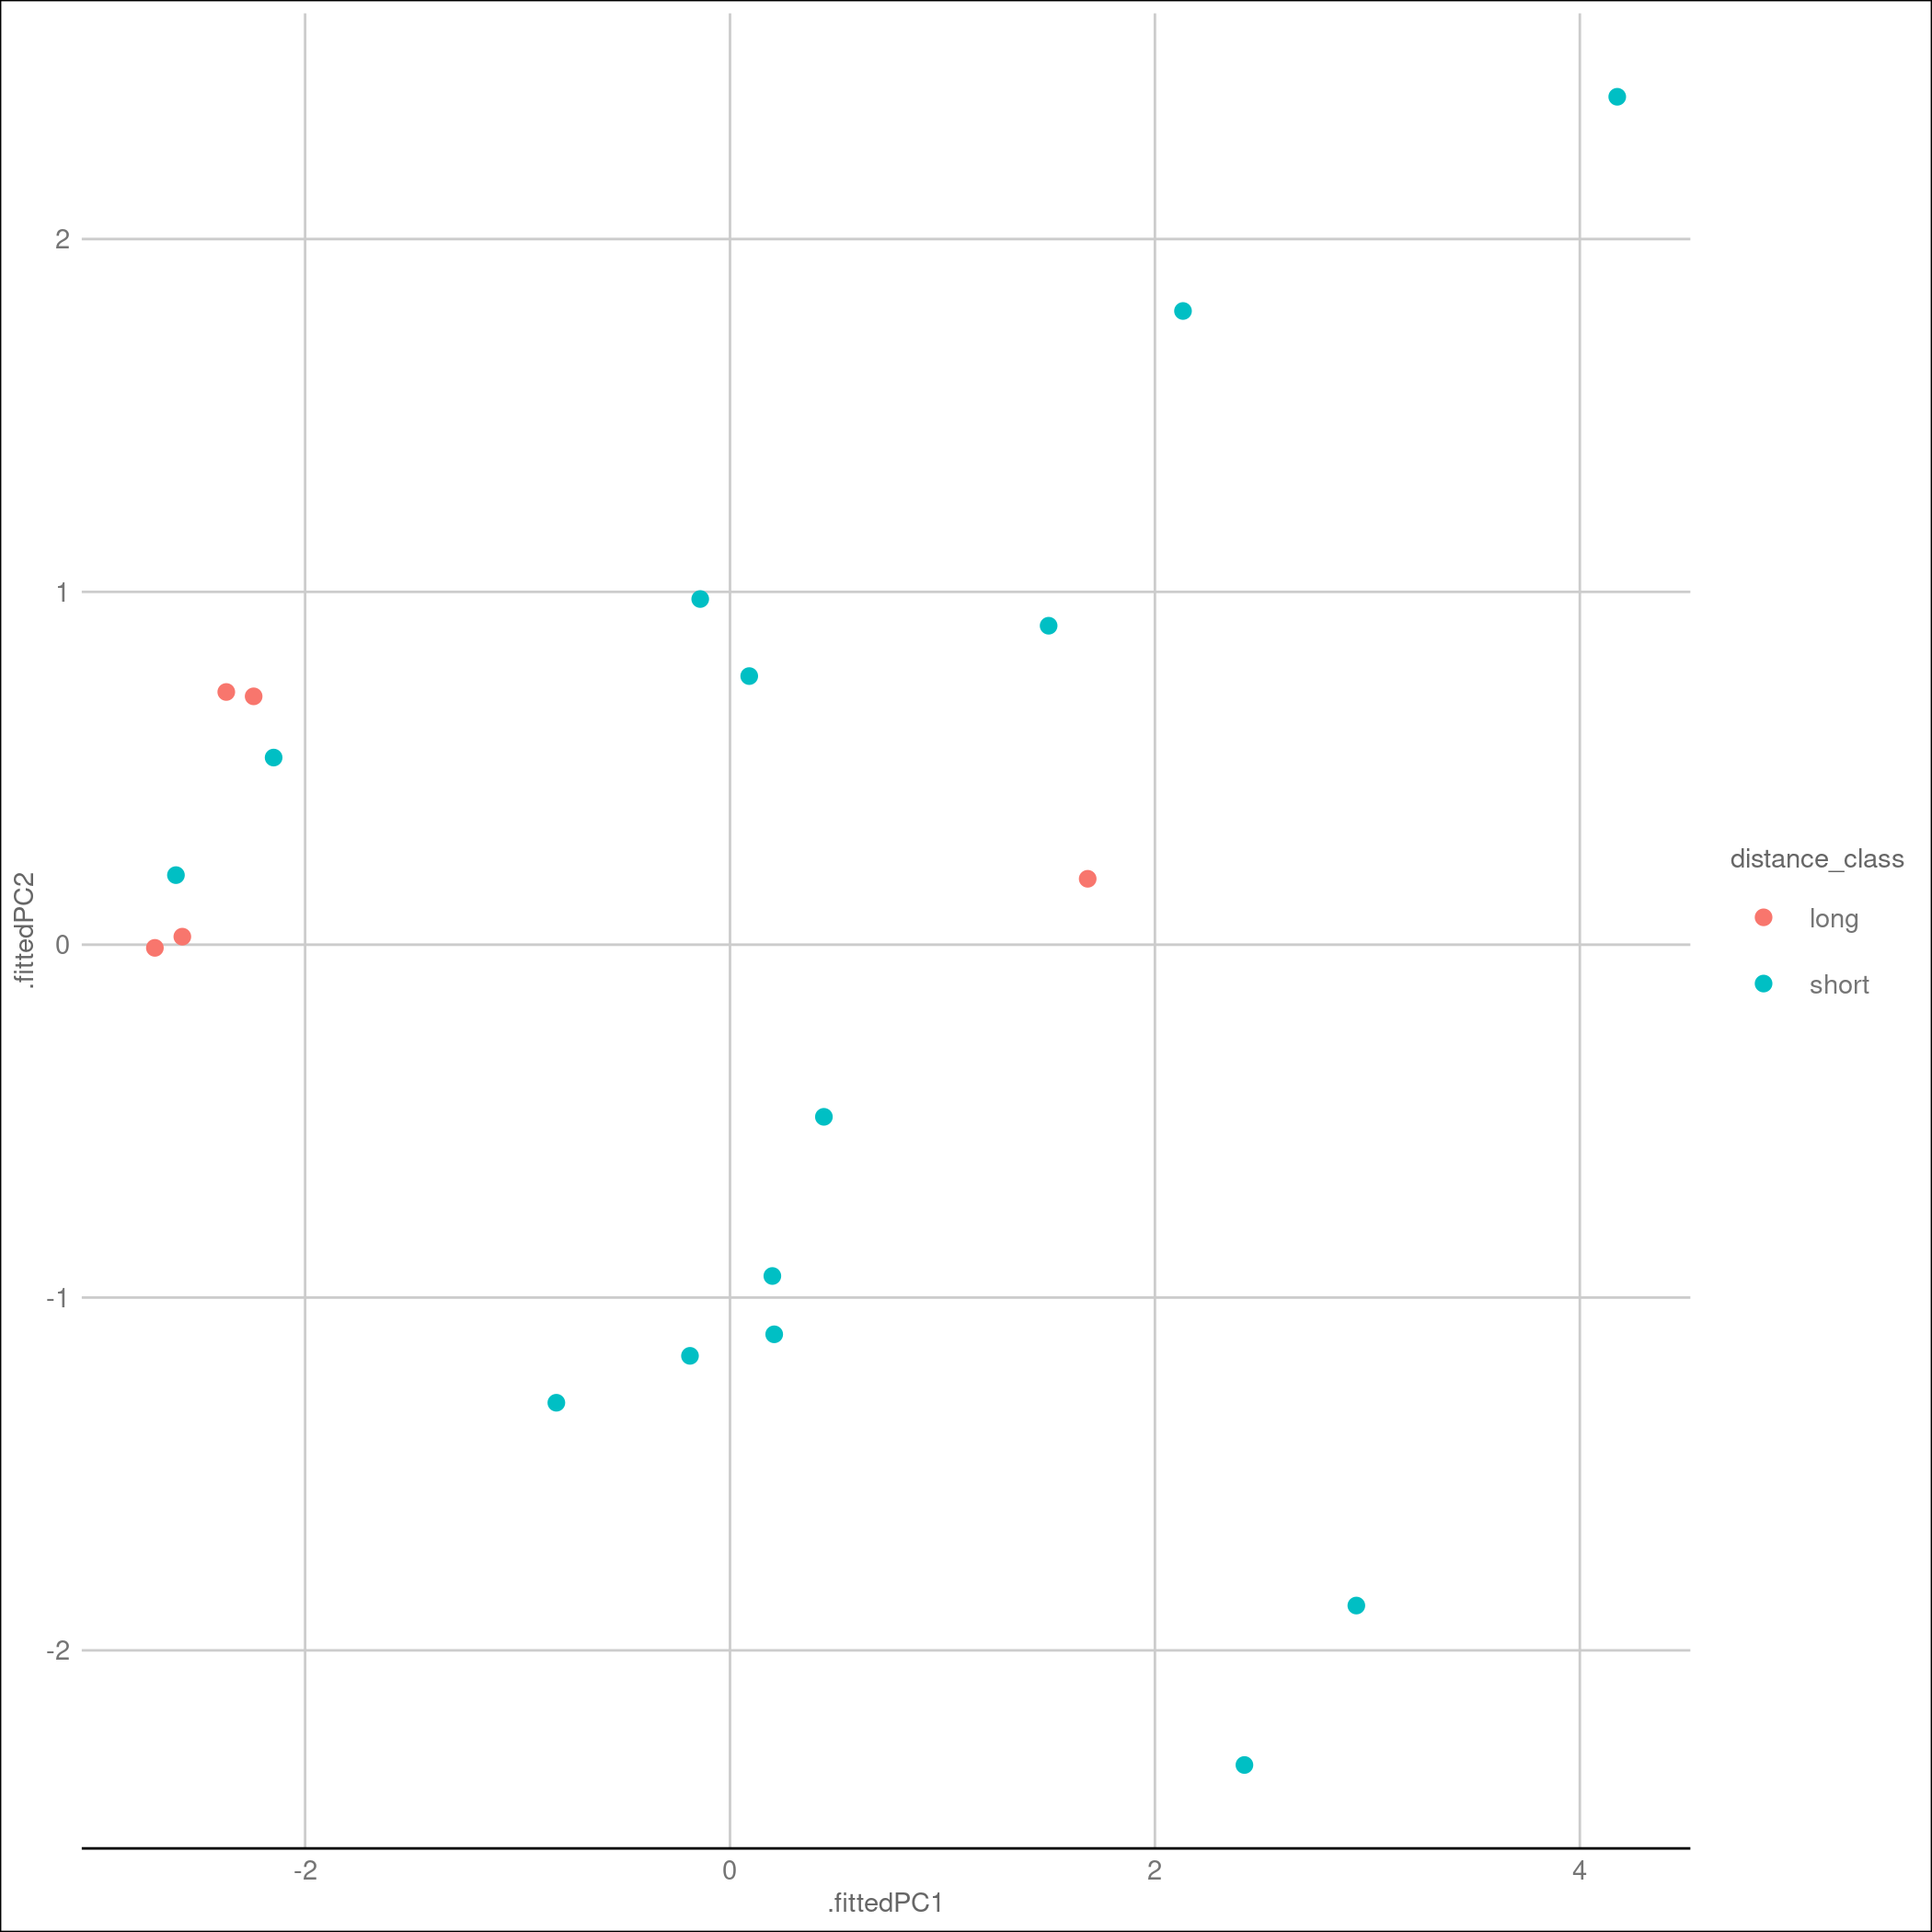 2
1
0
-1
-2
.fittedPC2
-2 0 2 4
.fittedPC1
distance_class
long
short